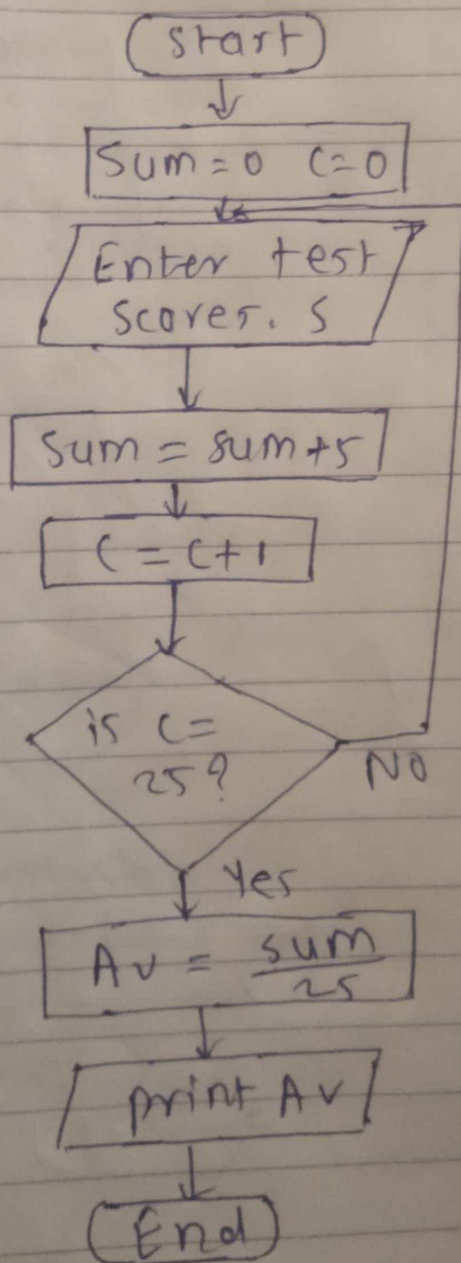 Start
Sum=0 C=0
Enter test
Scores. S
Sum = sum+s
C = C+1
is C=
25?
NO
Yes
Av = sum
25
print Av
End